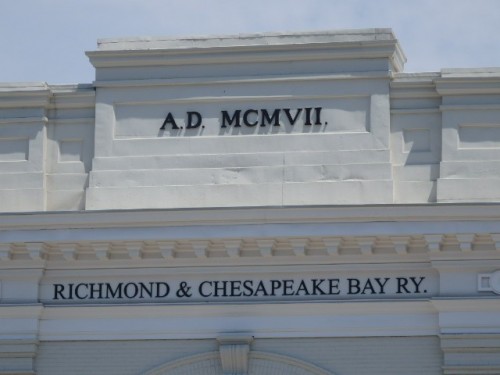 A.D. MCMVII.
RICHMOND & CHESAPEAKE BAY RY.